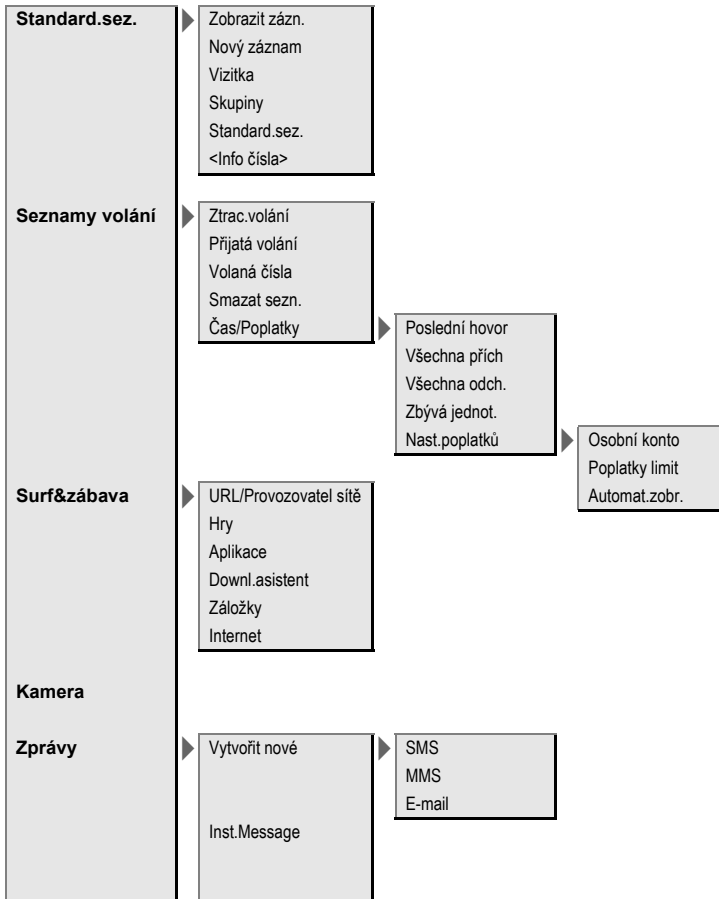 Standard.sez.
Zobrazit zázn.
Nový záznam
Vizitka
Skupiny
Standard.sez.
<Info čísla>
Seznamy volání
Ztrac.volání
Přijatá volání
Volaná čísla
Smazat sezn.
Čas/Poplatky
Poslední hovor
Všechna přích
Všechna odch.
Zbývá jednot.
Nast.poplatků
Osobní konto
Poplatky limit
Automat.zobr.
Surf&zábava
URL/Provozovatel sítě
Hry
Aplikace
Downl.asistent
Záložky
Internet
Kamera
Zprávy
Vytvořit nové
SMS
MMS
E-mail
Inst.Message